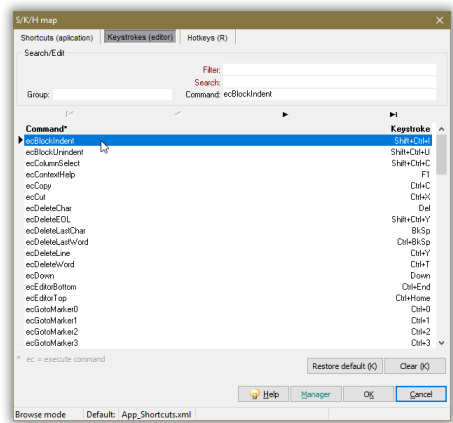 S/K/H map
Shortcuts (aplication) Keystrokes (editor) Hotkeys (R)
Search/Edit
Filter:
Search:
Group: Command: ecBlockIndent
Command* Keystroke
ecBlockIndent Shift+Ctrl+I
ecBlockUnindent Shift+Ctrl+U
ecColumnSelect Shift+Ctrl+C
ecContextHelp F1
ecCopy Ctrl+C
ecCut Ctrl+X
ecDeleteChar Del
ecDeleteEOL Shift+Ctrl+Y
ecDeleteLastChar BkSp
ecDeleteLastWord Ctrl+BkSp
ecDeleteLine Ctrl+Y
ecDeleteWord Ctrl+T
ecDown Down
ecEditorBottom Ctrl+End
ecEditorTop Ctrl+Home
ecGotoMarker0 Ctrl+0
ecGotoMarker1 Ctrl+1
ecGotoMarker2 Ctrl+2
ecGotoMarker3 Ctrl+3
* ec = execute command
Restore default (K) Clear (K)
Help Manager OK Cancel
Browse mode Default: App_Shortcuts.xml